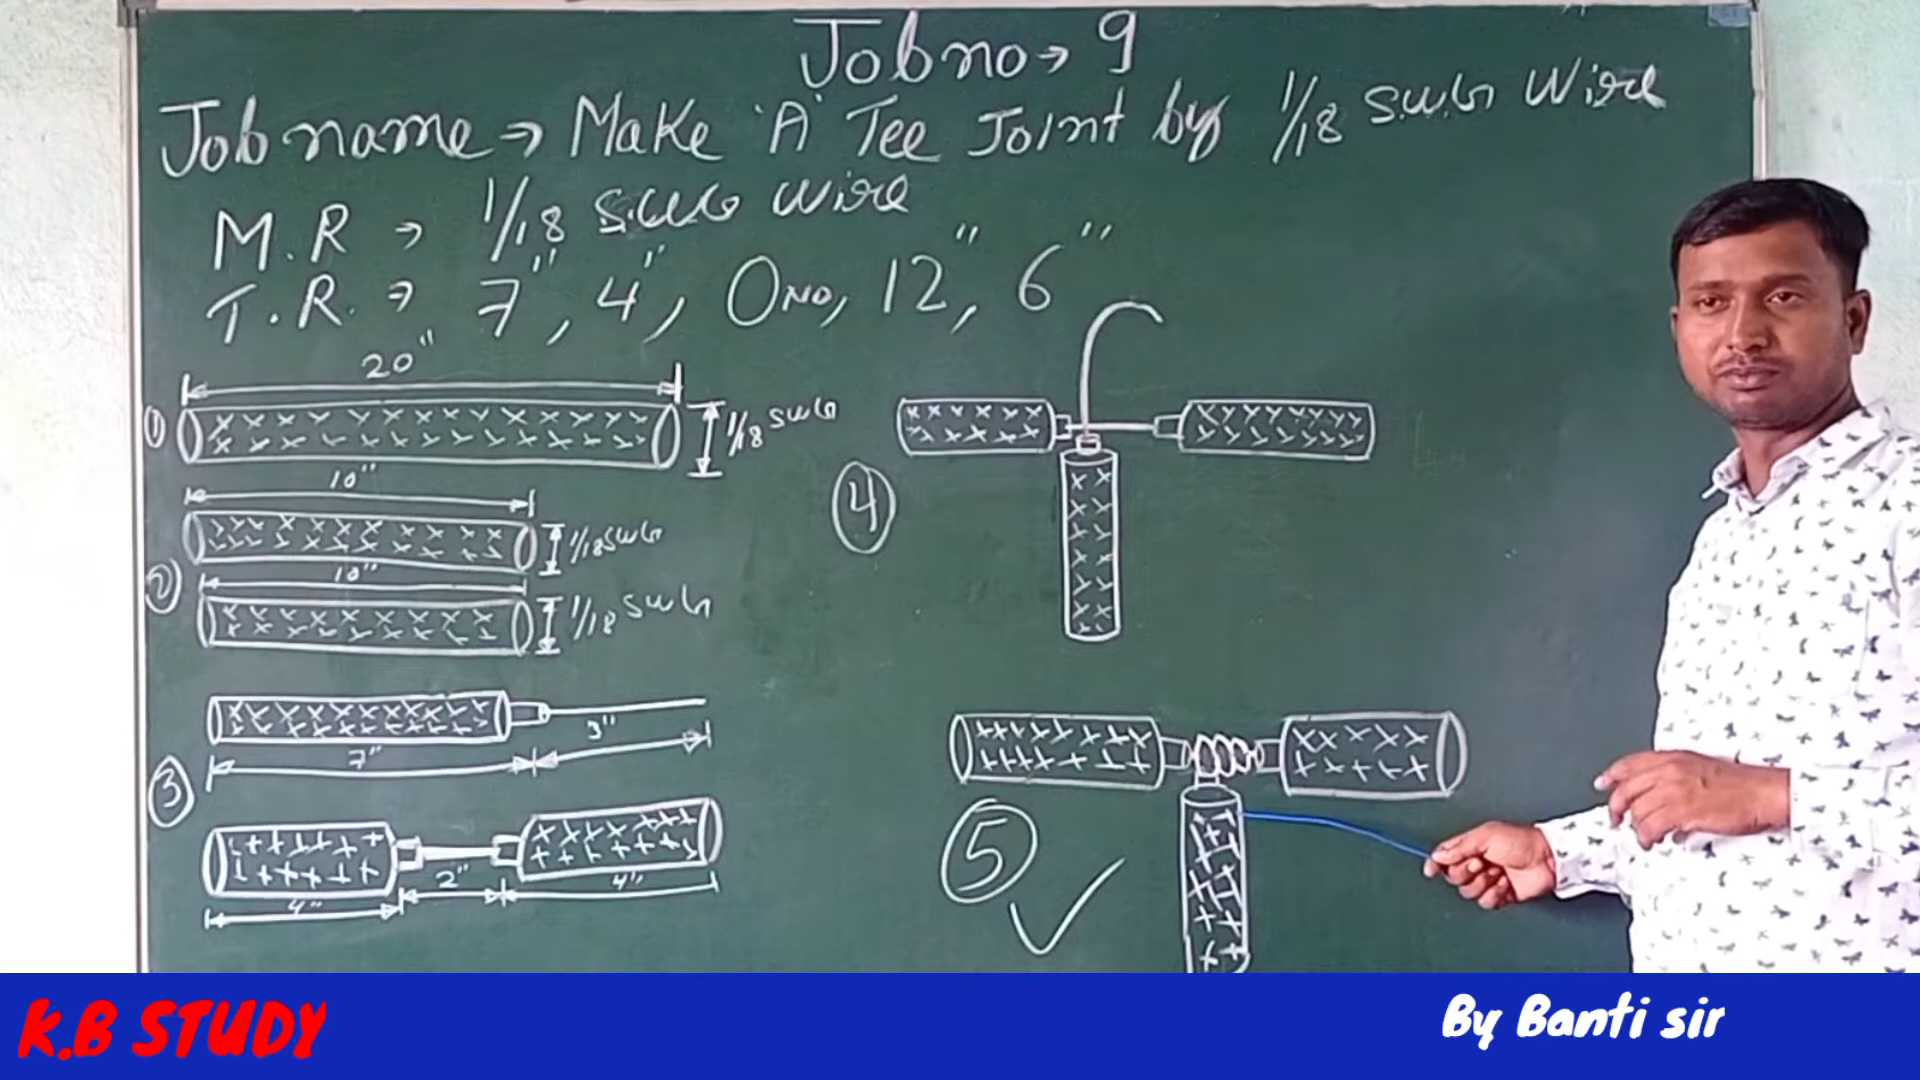 Job no → 9
Job name → Make 'A' Tee Joint by 1/18 S.W.G Wire
M.R → 1/18 S.W.G Wire
T.R. → 7", 4", Ono, 12", 6"
20"
① 1/18 SWG
10"
1/18 SWG
②
10"
1/18 SWG
7" 3"
③
4" 2" 4"
④
⑤ ✓
K.B STUDY
By Banti sir